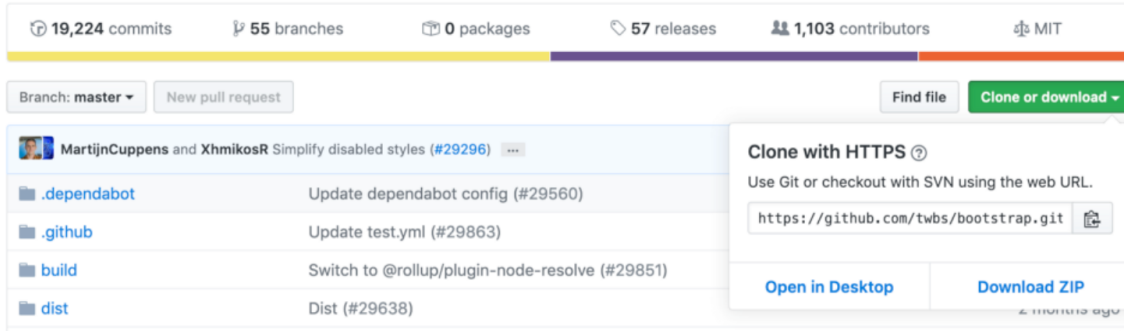 19,224 commits 55 branches 0 packages 57 releases 1,103 contributors MIT
Branch: master New pull request Find file Clone or download
MartijnCuppens and XhmikosR Simplify disabled styles (#29296) ...
Clone with HTTPS ?
Use Git or checkout with SVN using the web URL.
https://github.com/twbs/bootstrap.git
Open in Desktop Download ZIP
.dependabot Update dependabot config (#29560)
.github Update test.yml (#29863)
build Switch to @rollup/plugin-node-resolve (#29851)
dist Dist (#29638) 2 months ago